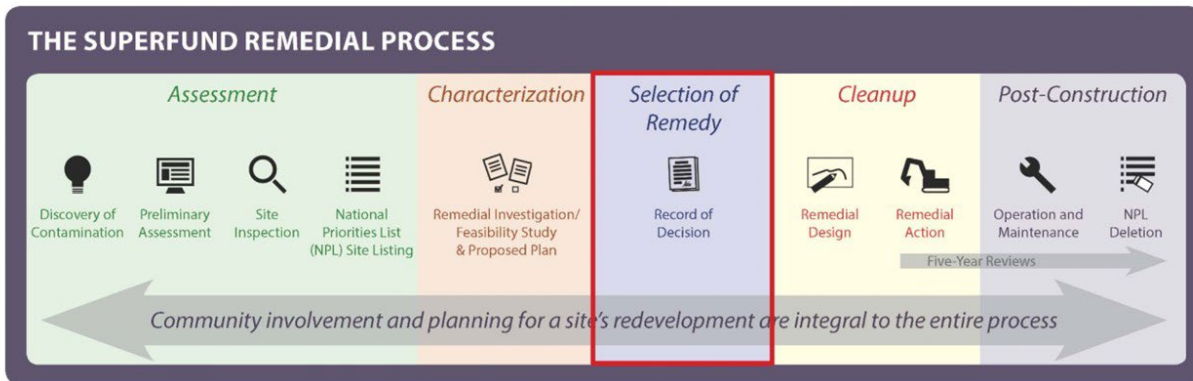 THE SUPERFUND REMEDIAL PROCESS
Assessment
Discovery of
Contamination
Preliminary
Assessment
Site
Inspection
National
Priorities List
(NPL) Site Listing
Characterization
Remedial Investigation/
Feasibility Study
& Proposed Plan
Selection of
Remedy
Record of
Decision
Cleanup
Remedial
Design
Remedial
Action
Post-Construction
Operation and
Maintenance
NPL
Deletion
Five-Year Reviews
Community involvement and planning for a site's redevelopment are integral to the entire process